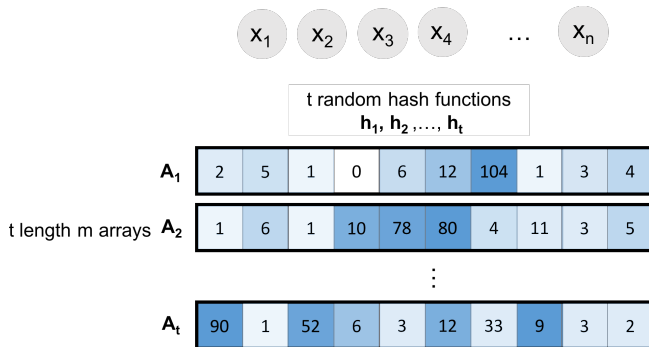 x1 x2 x3 x4 … xn
t random hash functions
h1, h2 ,…, ht
A1 2 5 1 0 6 12 104 1 3 4
t length m arrays A2 1 6 1 10 78 80 4 11 3 5
⋮
At 90 1 52 6 3 12 33 9 3 2